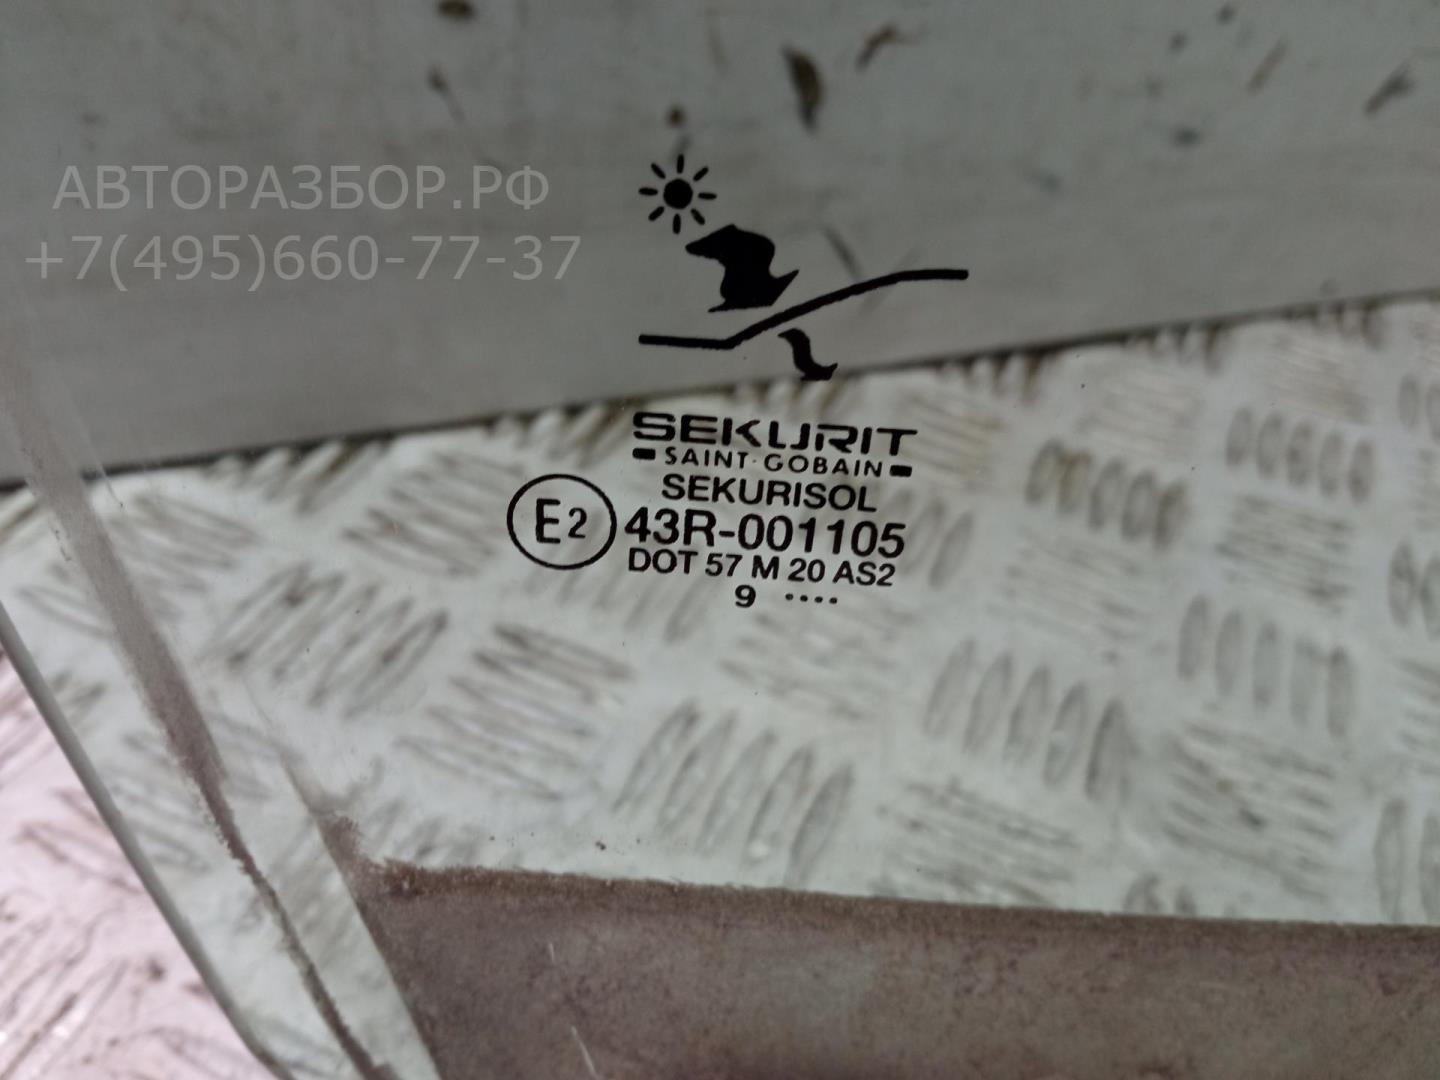 АВТОРАЗБОР.РФ
+7(495)660-77-37
SEKURIT
SAINT-GOBAIN
SEKURISOL
E2 43R-001105
DOT 57 M 20 AS2
9 ....